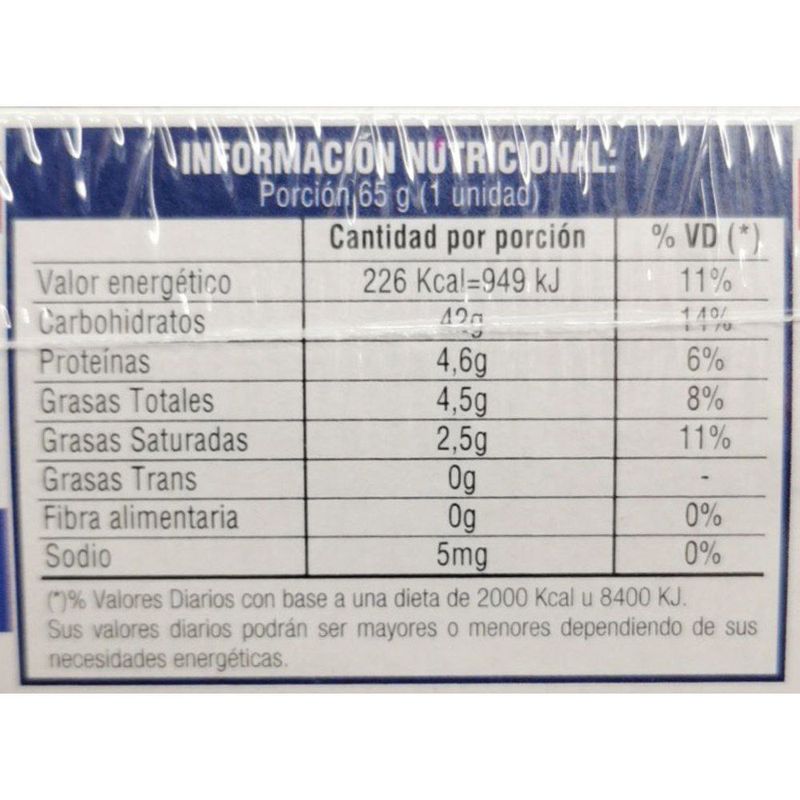 INFORMACIÓN NUTRICIONAL:
Porción 65 g (1 unidad)
Cantidad por porción % VD (*)
Valor energético 226 Kcal=949 kJ 11%
Carbohidratos 42g 14%
Proteínas 4,6g 6%
Grasas Totales 4,5g 8%
Grasas Saturadas 2,5g 11%
Grasas Trans 0g -
Fibra alimentaria 0g 0%
Sodio 5mg 0%
(*)% Valores Diarios con base a una dieta de 2000 Kcal u 8400 KJ.
Sus valores diarios podrán ser mayores o menores dependiendo de sus
necesidades energéticas.